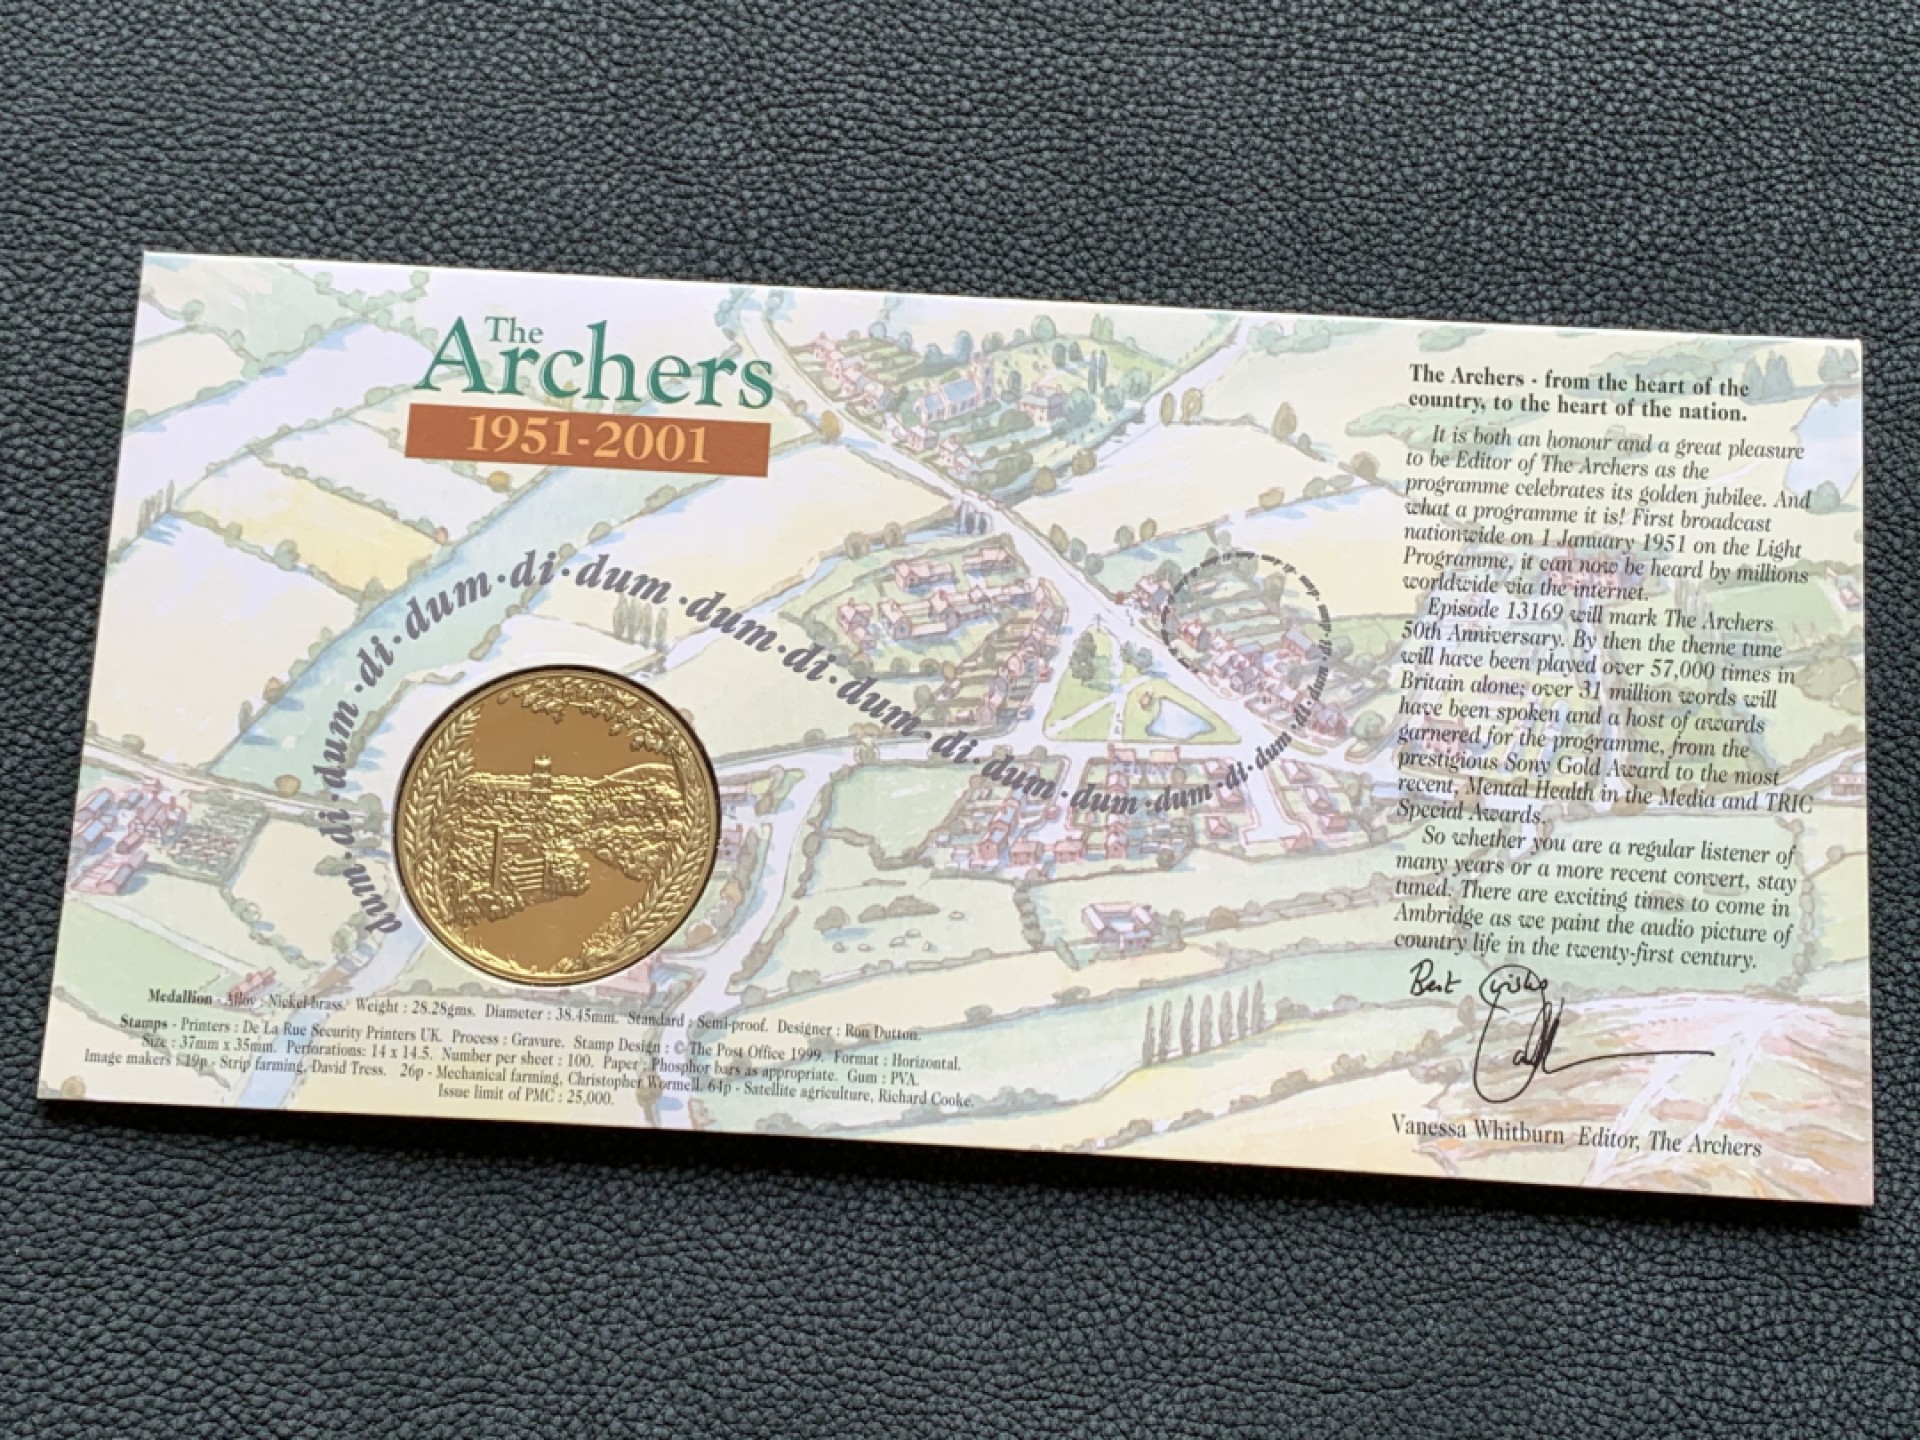 The
Archers
1951-2001
dum·di·dum·di·dum·di·dum·dum·di·dum·di·dum·di·dum·dum·dum·di·dum·di·dum·
The Archers - from the heart of the
country, to the heart of the nation.
It is both an honour and a great pleasure
to be Editor of The Archers as the
programme celebrates its golden jubilee. And
what a programme it is! First broadcast
nationwide on 1 January 1951 on the Light
Programme, it can now be heard by millions
worldwide via the internet.
Episode 13169 will mark The Archers
50th Anniversary. By then the theme tune
will have been played over 57,000 times in
Britain alone; over 31 million words will
have been spoken and a host of awards
garnered for the programme, from the
prestigious Sony Gold Award to the most
recent, Mental Health in the Media and TRIC
Special Awards.
So whether you are a regular listener of
many years or a more recent convert, stay
tuned. There are exciting times to come in
Ambridge as we paint the audio picture of
country life in the twenty-first century.
Best wishes
Vanessa Whitburn Editor, The Archers
Medallion - Alloy : Nickel-brass. Weight : 28.28gms. Diameter : 38.45mm. Standard : Semi-proof. Designer : Ron Dutton.
Stamps - Printers : De La Rue Security Printers UK. Process : Gravure. Stamp Design : © The Post Office 1999. Format : Horizontal.
Size : 37mm x 35mm. Perforations: 14 x 14.5. Number per sheet : 100. Paper : Phosphor bars as appropriate. Gum : PVA.
Image makers : 19p - Strip farming, David Tress. 26p - Mechanical farming, Christopher Wormell. 64p - Satellite agriculture, Richard Cooke.
Issue limit of PMC : 25,000.